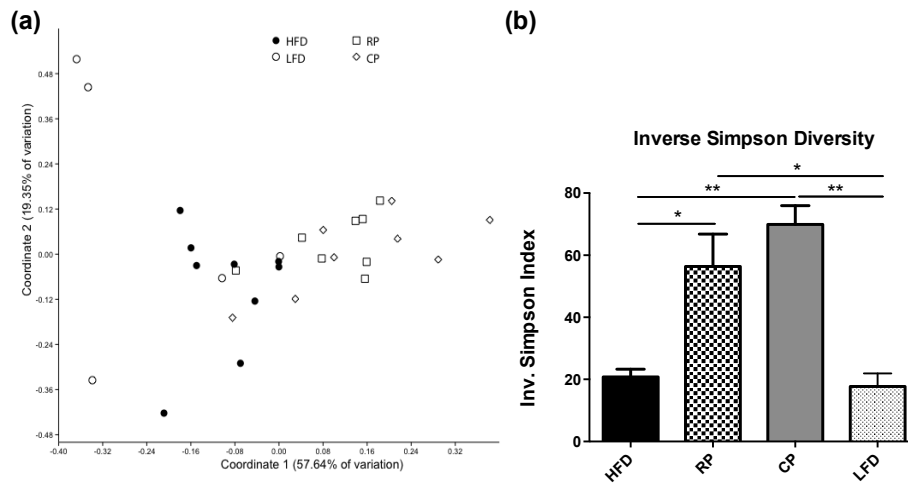 (a)
HFD
RP
LFD
CP
Coordinate 2 (19.35% of variation)
0.48
0.36
0.24
0.12
0.00
-0.12
-0.24
-0.36
-0.48
-0.40
-0.32
-0.24
-0.16
-0.08
0.00
0.08
0.16
0.24
0.32
Coordinate 1 (57.64% of variation)
(b)
Inverse Simpson Diversity
*
**
**
*
Inv. Simpson Index
80
60
40
20
0
HFD
RP
CP
LFD